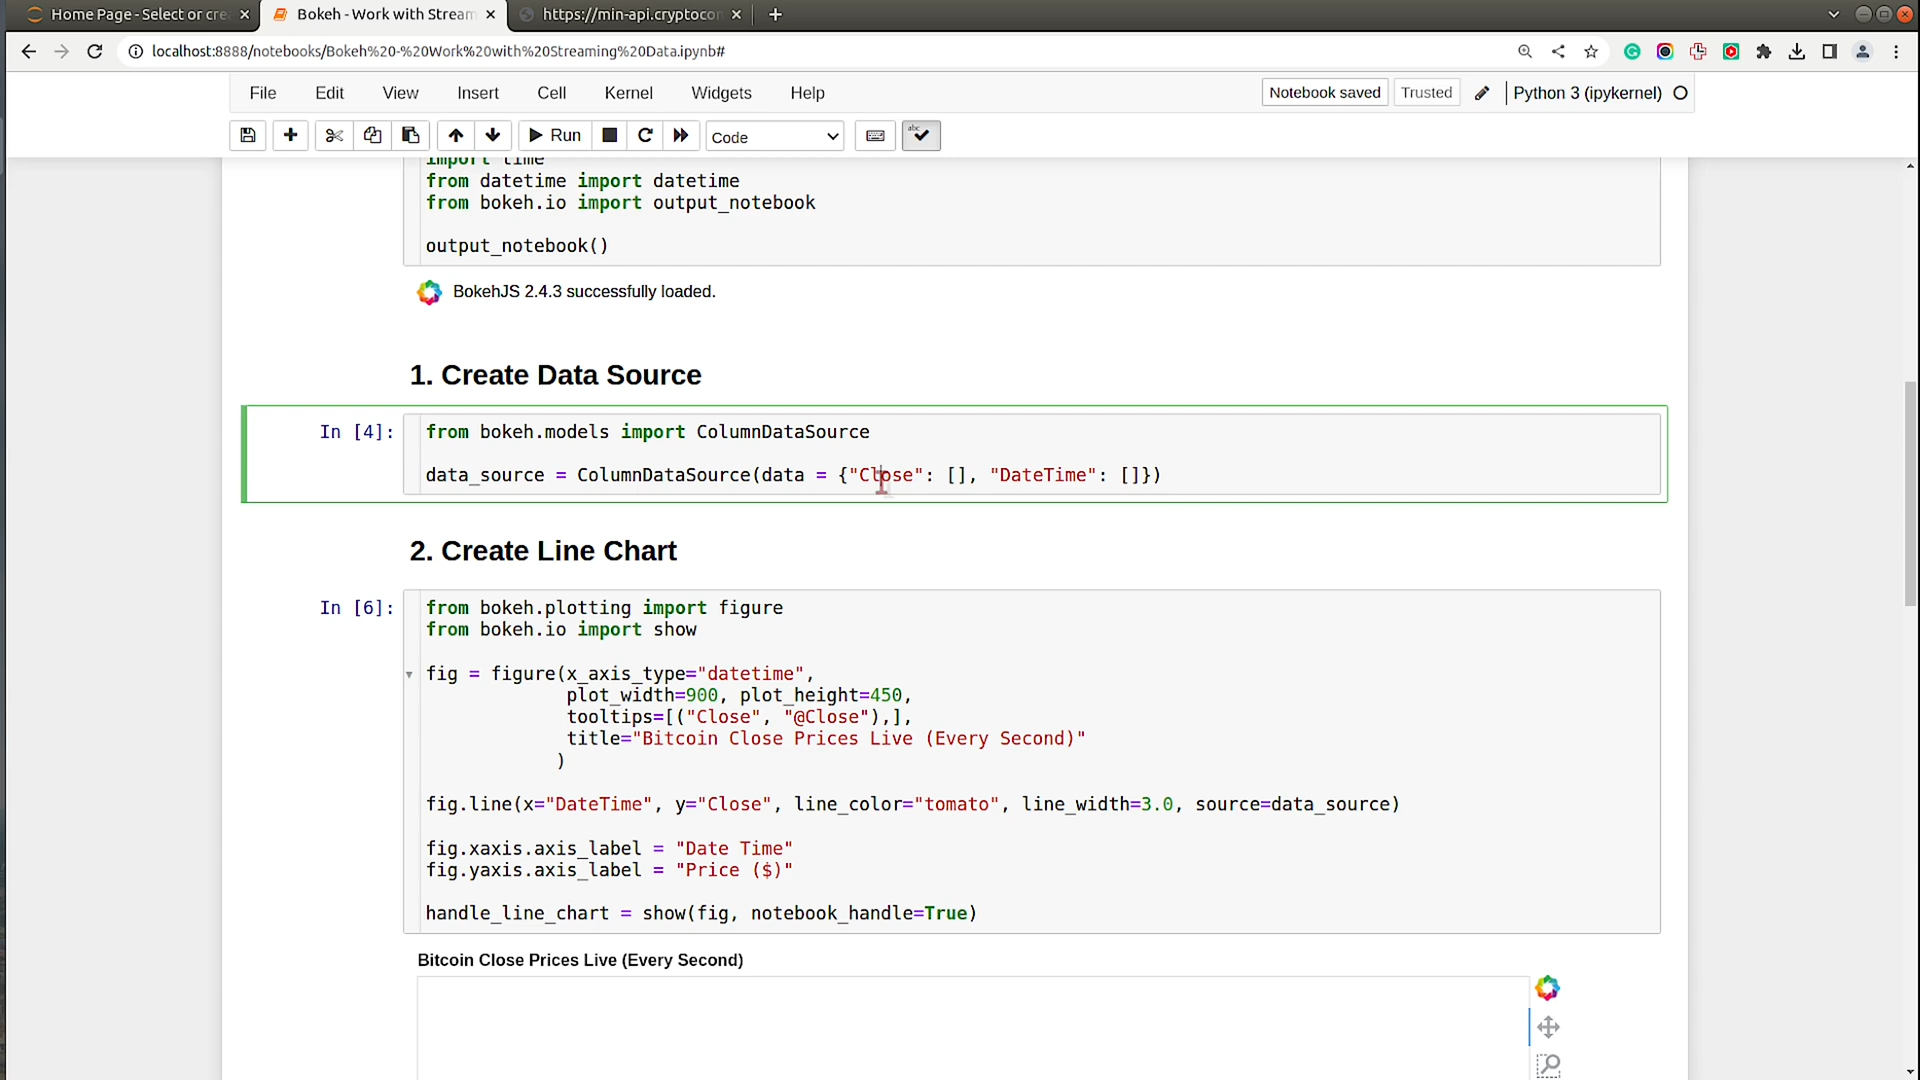 Home Page - Select or cre
Bokeh - Work with Stream
https://min-api.cryptocon
localhost:8888/notebooks/Bokeh%20-%20Work%20with%20Streaming%20Data.ipynb#
File Edit View Insert Cell Kernel Widgets Help
Notebook saved
Trusted
Python 3 (ipykernel)
Run
Code
abc
import time
from datetime import datetime
from bokeh.io import output_notebook
output_notebook()
BokehJS 2.4.3 successfully loaded.
1. Create Data Source
In [4]:
from bokeh.models import ColumnDataSource
data_source = ColumnDataSource(data = {"Close": [], "DateTime": []})
2. Create Line Chart
In [6]:
from bokeh.plotting import figure
from bokeh.io import show
fig = figure(x_axis_type="datetime",
plot_width=900, plot_height=450,
tooltips=[("Close", "@Close"),],
title="Bitcoin Close Prices Live (Every Second)"
)
fig.line(x="DateTime", y="Close", line_color="tomato", line_width=3.0, source=data_source)
fig.xaxis.axis_label = "Date Time"
fig.yaxis.axis_label = "Price ($)"
handle_line_chart = show(fig, notebook_handle=True)
Bitcoin Close Prices Live (Every Second)